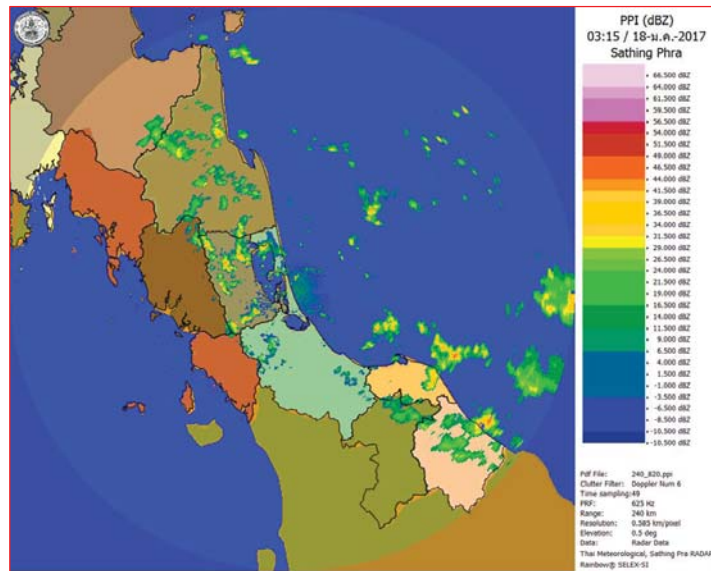 PPI (dBZ)
03:15 / 18-ม.ค.-2017
Sathing Phra
66.500 dBZ
64.000 dBZ
61.500 dBZ
59.500 dBZ
56.500 dBZ
54.000 dBZ
51.500 dBZ
49.000 dBZ
46.500 dBZ
44.000 dBZ
41.500 dBZ
39.000 dBZ
36.500 dBZ
34.000 dBZ
31.500 dBZ
29.000 dBZ
26.500 dBZ
24.000 dBZ
21.500 dBZ
19.000 dBZ
16.500 dBZ
14.000 dBZ
11.500 dBZ
9.000 dBZ
6.500 dBZ
4.000 dBZ
1.500 dBZ
-1.000 dBZ
-3.500 dBZ
-6.500 dBZ
-8.500 dBZ
-10.500 dBZ
-10.500 dBZ
Pdf File: 240_820.ppi
Clutter Filter: Doppler Num 6
Time sampling:49
PRF: 625 Hz
Range: 240 km
Resolution: 0.585 km/pixel
Elevation: 0.5 deg
Data: Radar Data
Thai Meteorological, Sathing Pra RADAR
Rainbow® SELEX-SI